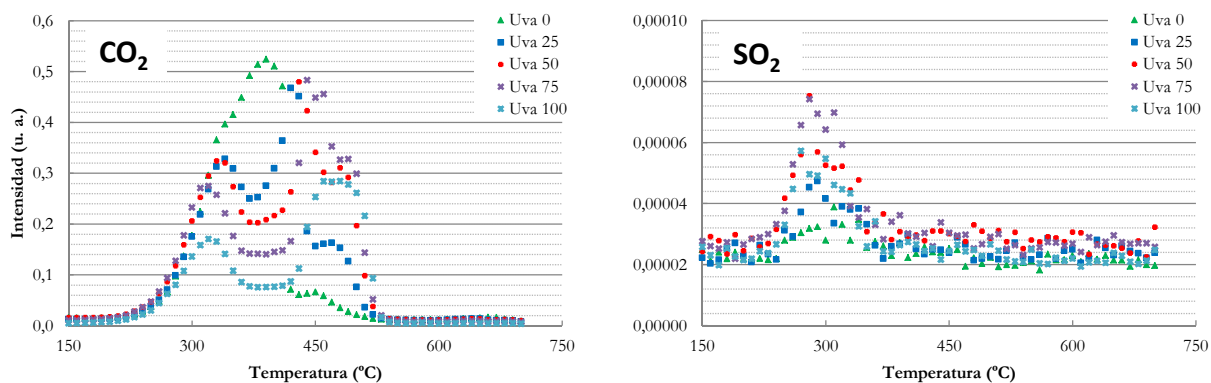 CO2
Intensidad (u. a.)
0,6
0,5
0,4
0,3
0,2
0,1
0,0
150
300
450
600
750
Temperatura (ºC)
Uva 0
Uva 25
Uva 50
Uva 75
Uva 100
SO2
0,00010
0,00008
0,00006
0,00004
0,00002
0,00000
150
300
450
600
750
Temperatura (ºC)
Uva 0
Uva 25
Uva 50
Uva 75
Uva 100